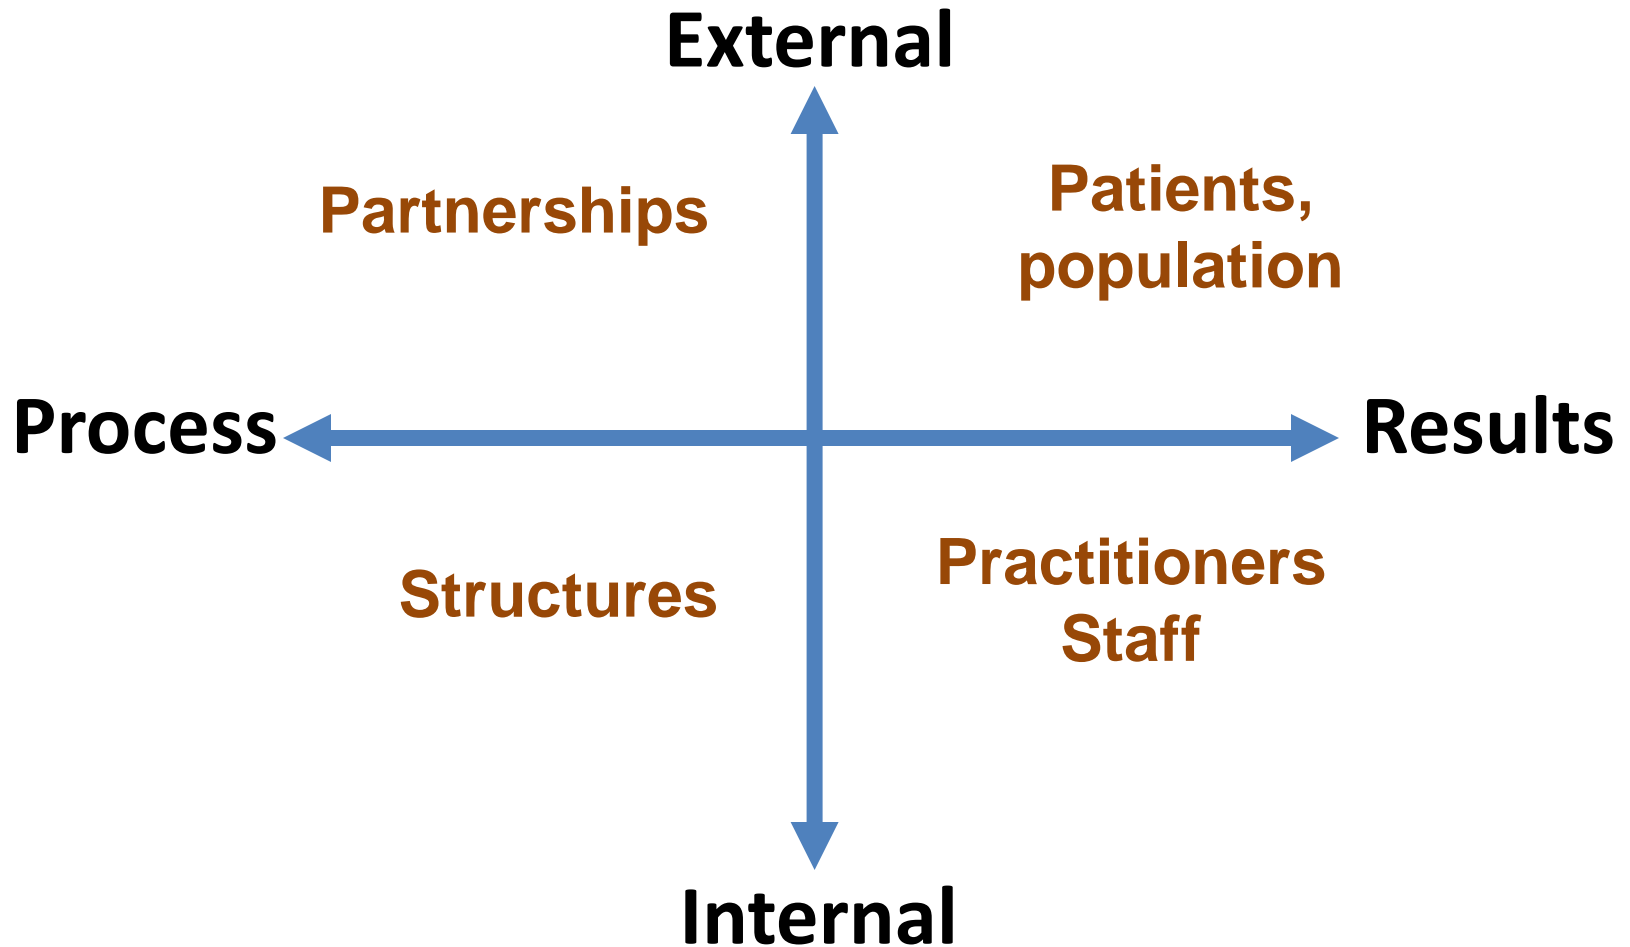 External
Partnerships
Patients,
population
Process
Results
Structures
Practitioners
Staff
Internal